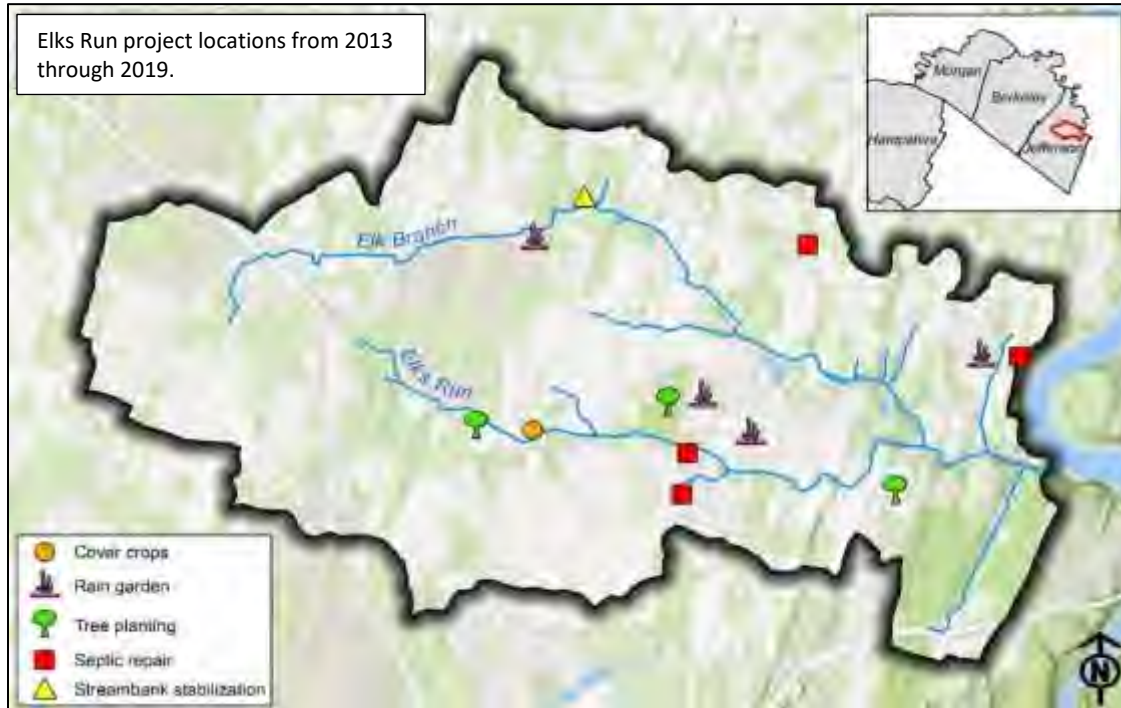 Elks Run project locations from 2013
through 2019.
Morgan
Berkeley
Hampshire
Jefferson
Elk Branch
Elks Run
Cover crops
Rain garden
Tree planting
Septic repair
Streambank stabilization
N